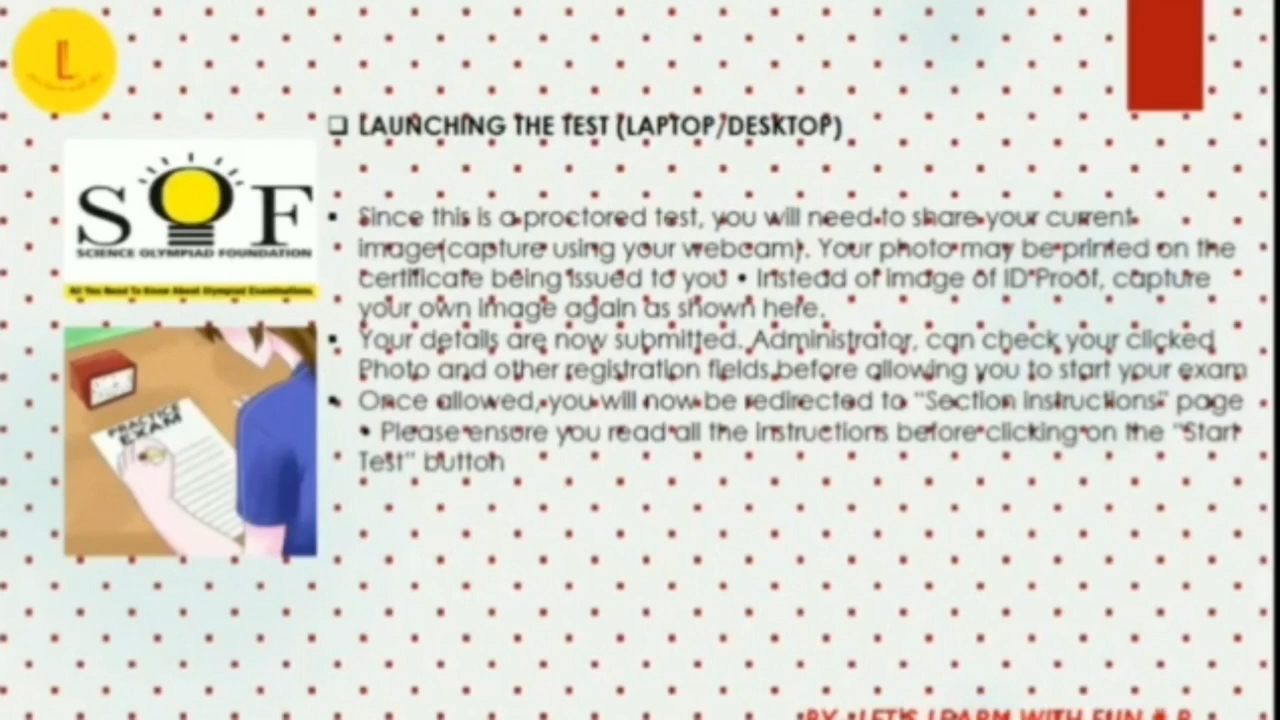 L
❑ LAUNCHING THE TEST (LAPTOP/DESKTOP)
SOF
SCIENCE OLYMPIAD FOUNDATION
All You Need To Know About Olympiad Examinations
• Since this is a proctored test, you will need to share your current
image(capture using your webcam). Your photo may be printed on the
certificate being issued to you • Instead of image of ID Proof, capture
your own image again as shown here.
• Your details are now submitted. Administrator, can check your clicked
Photo and other registration fields before allowing you to start your exam
• Once allowed, you will now be redirected to "Section Instructions" page
• Please ensure you read all the instructions before clicking on the "Start
Test" button
PRACTICE
EXAM
BY : LET'S LEARN WITH FUN